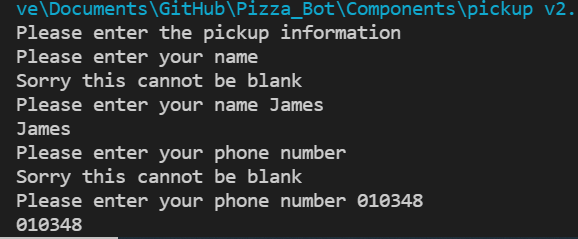 ve\Documents\GitHub\Pizza_Bot\Components\pickup v2.
Please enter the pickup information
Please enter your name
Sorry this cannot be blank
Please enter your name James
James
Please enter your phone number
Sorry this cannot be blank
Please enter your phone number 010348
010348